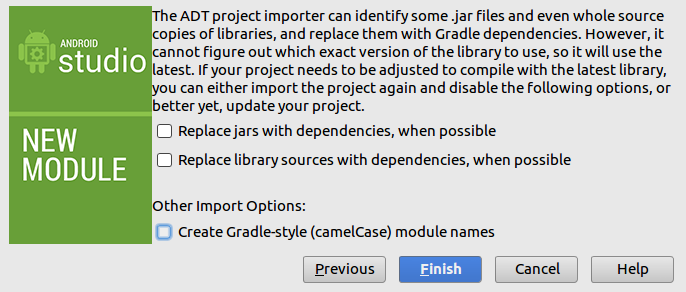 ANDROID
studio
NEW
MODULE
The ADT project importer can identify some .jar files and even whole source
copies of libraries, and replace them with Gradle dependencies. However, it
cannot figure out which exact version of the library to use, so it will use the
latest. If your project needs to be adjusted to compile with the latest library,
you can either import the project again and disable the following options, or
better yet, update your project.
Replace jars with dependencies, when possible
Replace library sources with dependencies, when possible
Other Import Options:
Create Gradle-style (camelCase) module names
Previous
Finish
Cancel
Help